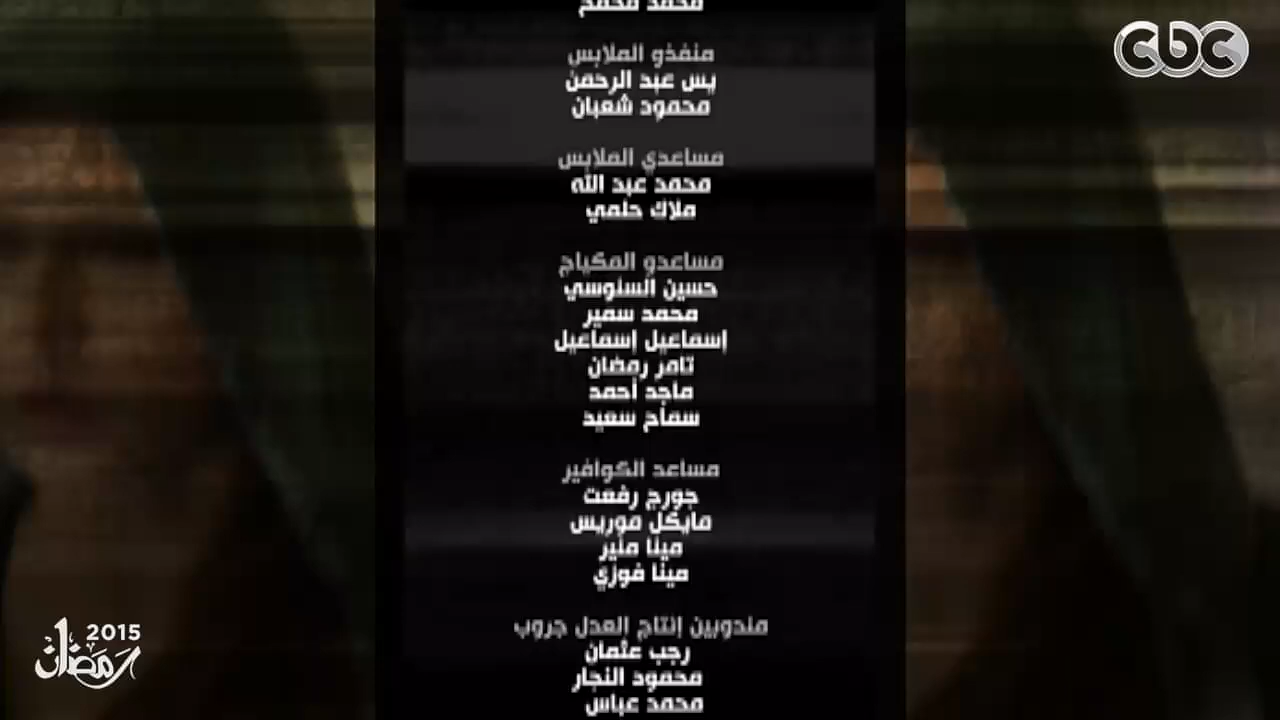 cbc
منفذو الملابس
يس عبد الرحمن
محمود شعبان
مساعدي الملابس
محمد عبد الله
ملاك حلمي
مساعدو المكياج
حسين السنوسي
محمد سمير
إسماعيل إسماعيل
تامر رمضان
ماجد أحمد
سماح سعيد
مساعد الكوافير
جورج رفعت
مايكل موريس
مينا منير
مينا فوزي
مندوبين إنتاج العدل جروب
رجب عثمان
محمود النجار
محمد عباس
2015
رمضان